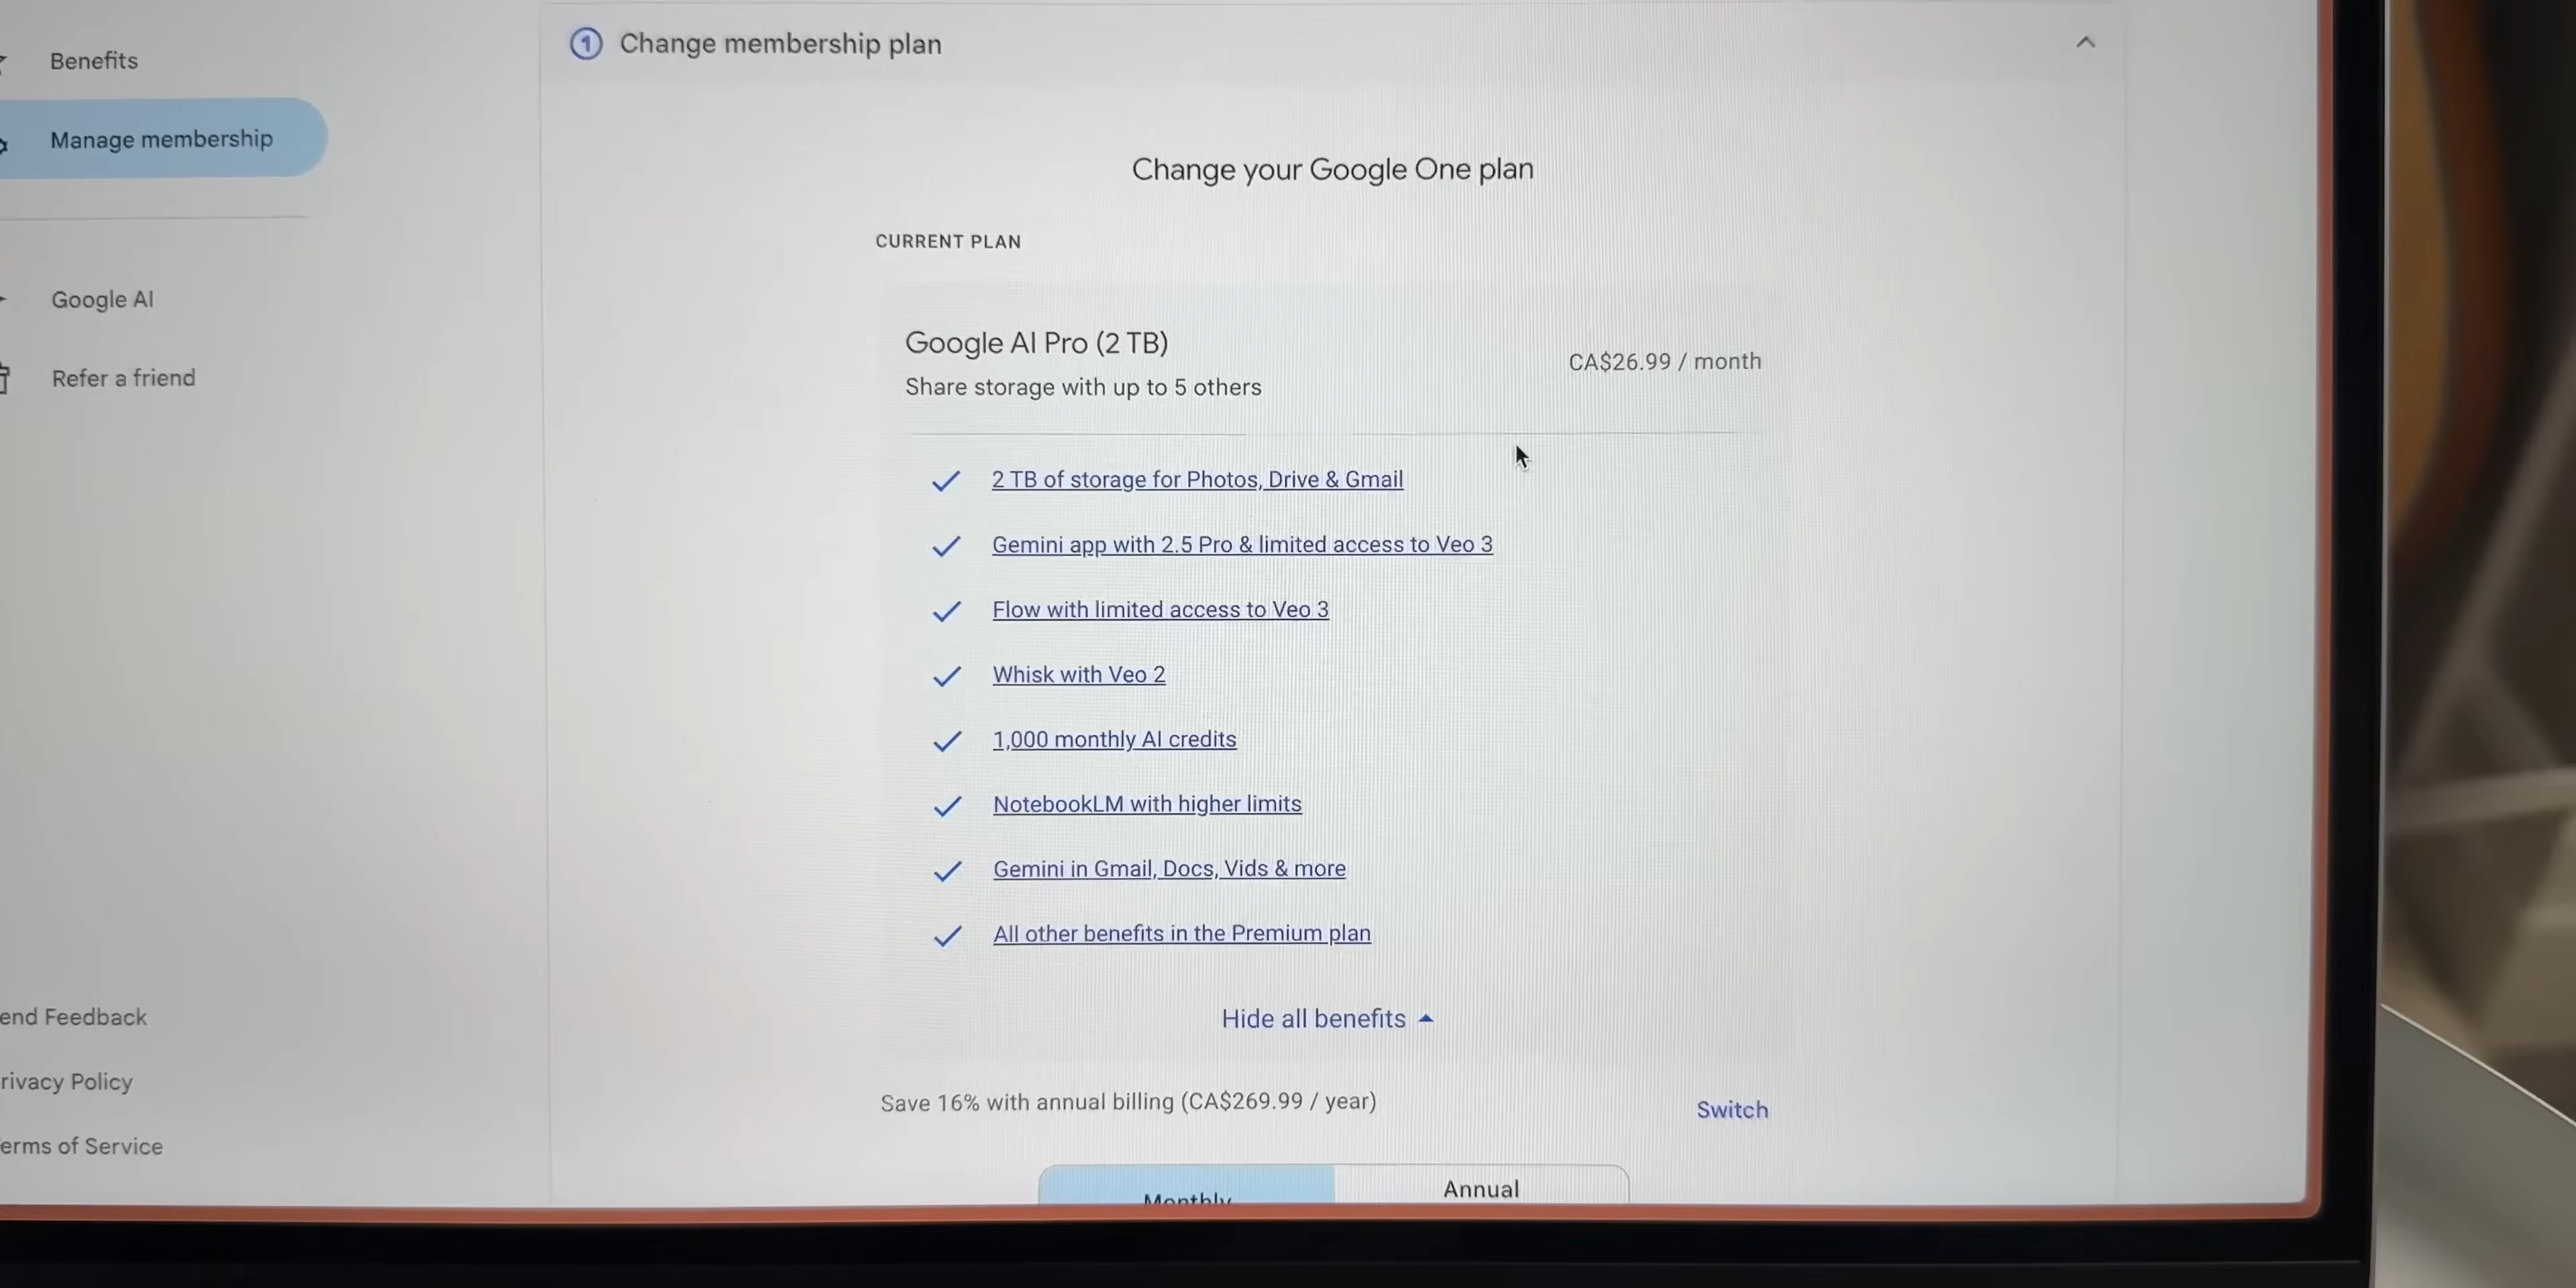 Benefits
Manage membership
Google AI
Refer a friend
end Feedback
rivacy Policy
erms of Service
1 Change membership plan
Change your Google One plan
CURRENT PLAN
Google AI Pro (2 TB)
Share storage with up to 5 others
CA$26.99 / month
2 TB of storage for Photos, Drive & Gmail
Gemini app with 2.5 Pro & limited access to Veo 3
Flow with limited access to Veo 3
Whisk with Veo 2
1,000 monthly AI credits
NotebookLM with higher limits
Gemini in Gmail, Docs, Vids & more
All other benefits in the Premium plan
Hide all benefits
Save 16% with annual billing (CA$269.99 / year)
Switch
Monthly
Annual